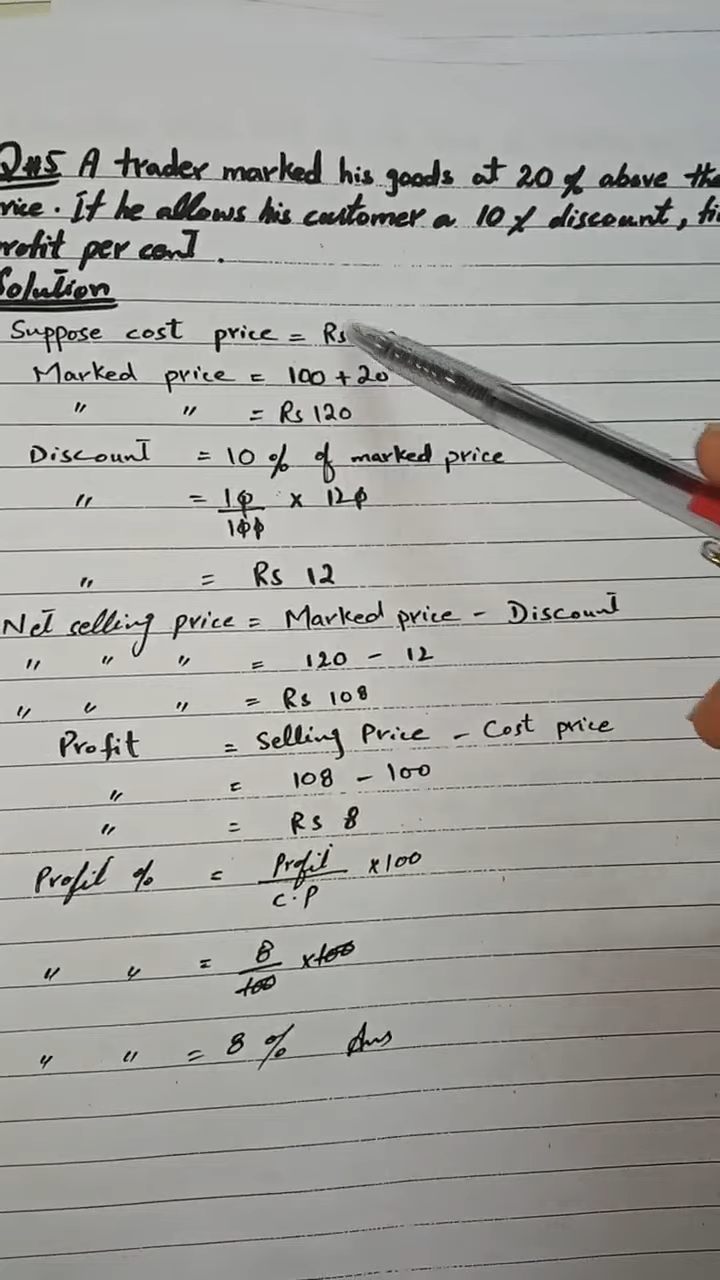 Q#5 A trader marked his goods at 20% above the
rice. If he allows his customer a 10% discount, fi
rofit per cent.
Solution
Suppose cost price = Rs
Marked price = 100 + 20
" " = Rs 120
Discount = 10 % of marked price
" = 10/100 x 120
" = Rs 12
Net selling price = Marked price - Discount
" " " = 120 - 12
" " " = Rs 108
Profit = Selling Price - Cost price
" = 108 - 100
" = Rs 8
Profit % = Profit/C.P x100
" " = 8/100 x100
" " = 8 % Ans